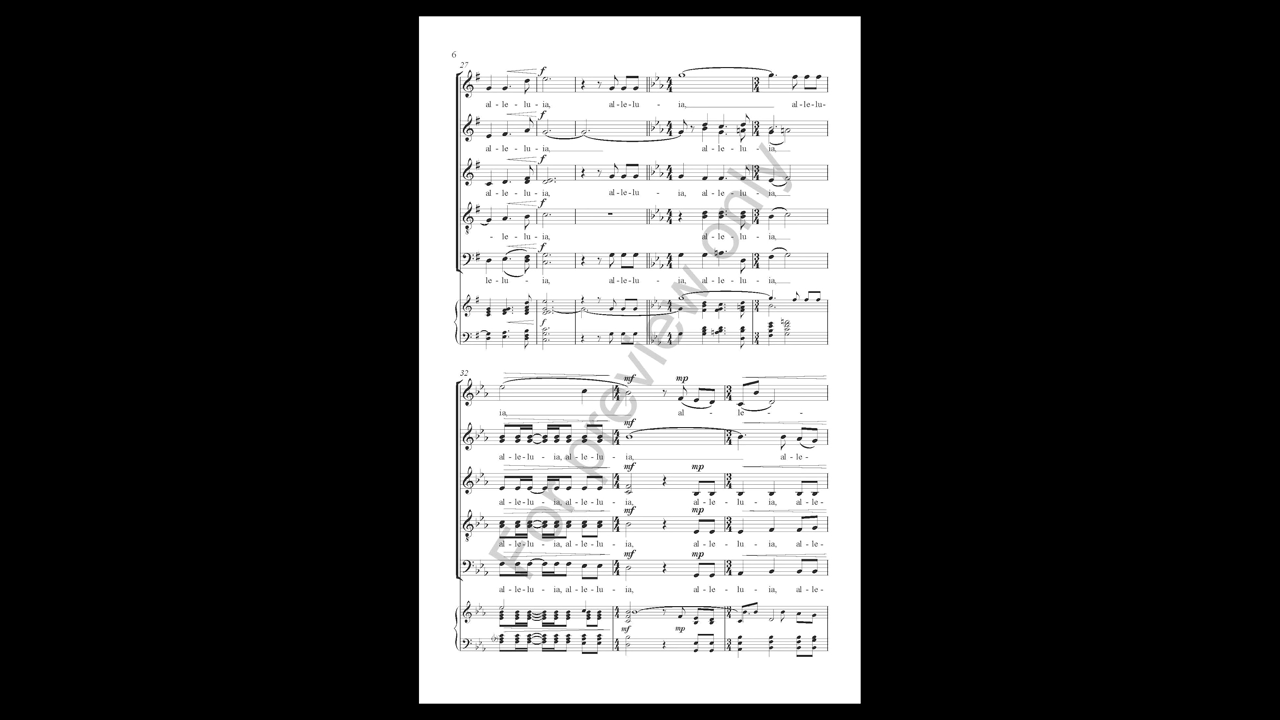 6
27
f
al - le - lu - ia, al - le - lu - ia, al - le - lu-
f
al - le - lu - ia, al - le - lu - ia,
f
al - le - lu - ia, al - le - lu - ia, al - le - lu - ia,
f
- le - lu - ia, al - le - lu - ia,
f
le - lu - ia, al - le - lu - ia, al - le - lu - ia,
f
32
mf mp
ia, al - le - -
mf
al - le - lu - ia, al - le - lu - ia, al - le -
mf mp
al - le - lu - ia, al - le - lu - ia, al - le - lu - ia, al - le -
mf mp
al - le - lu - ia, al - le - lu - ia, al - le - lu - ia, al - le -
mf mp
al - le - lu - ia, al - le - lu - ia, al - le - lu - ia, al - le -
mf mp
For preview only